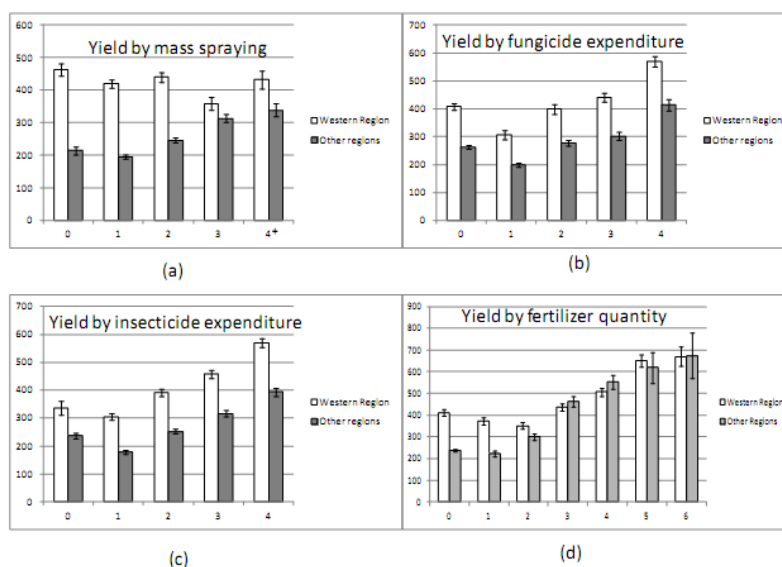 Yield by mass spraying
600
500
400
300
200
100
0
0 1 2 3 4+
Western Region
Other regions
(a)
Yield by fungicide expenditure
700
600
500
400
300
200
100
0
0 1 2 3 4
Western Region
Other regions
(b)
Yield by insecticide expenditure
700
600
500
400
300
200
100
0
0 1 2 3 4
Western Region
Other regions
(c)
Yield by fertilizer quantity
900
800
700
600
500
400
300
200
100
0
0 1 2 3 4 5 6
Western Region
Other Regions
(d)